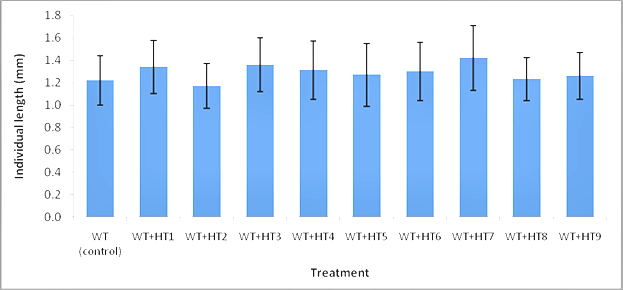 1.8
1.6
1.4
1.2
1.0
0.8
0.6
0.4
0.2
0.0
Individual length (mm)
WT (control)
WT+HT1
WT+HT2
WT+HT3
WT+HT4
WT+HT5
WT+HT6
WT+HT7
WT+HT8
WT+HT9
Treatment